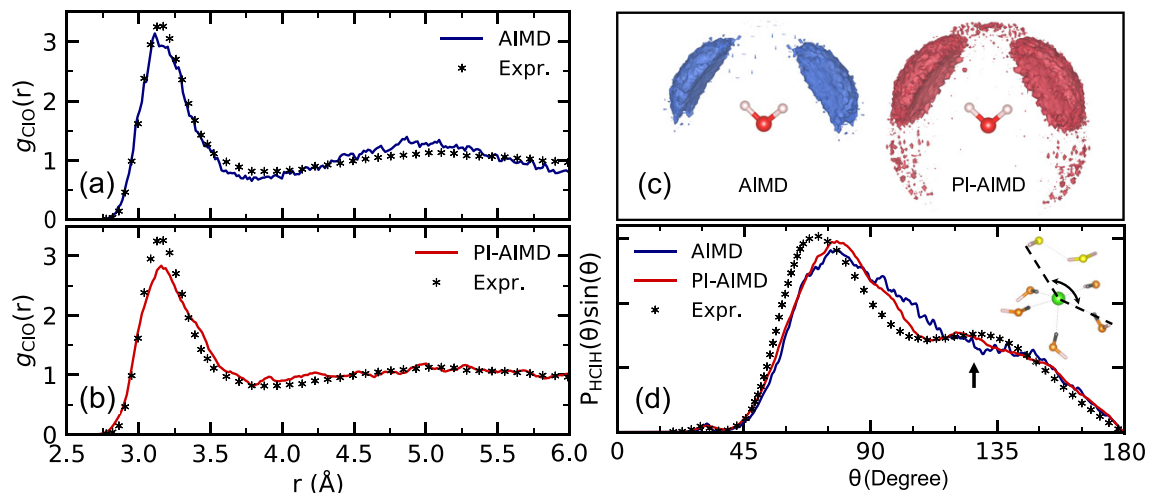 g_ClO(r)
3
2
1
0
AIMD
Expr.
(a)
g_ClO(r)
3
2
1
0
PI-AIMD
Expr.
(b)
2.5 3.0 3.5 4.0 4.5 5.0 5.5 6.0
r (Å)
(c)
AIMD
PI-AIMD
P_HClH(θ)sin(θ)
AIMD
PI-AIMD
Expr.
(d)
0 45 90 135 180
θ(Degree)